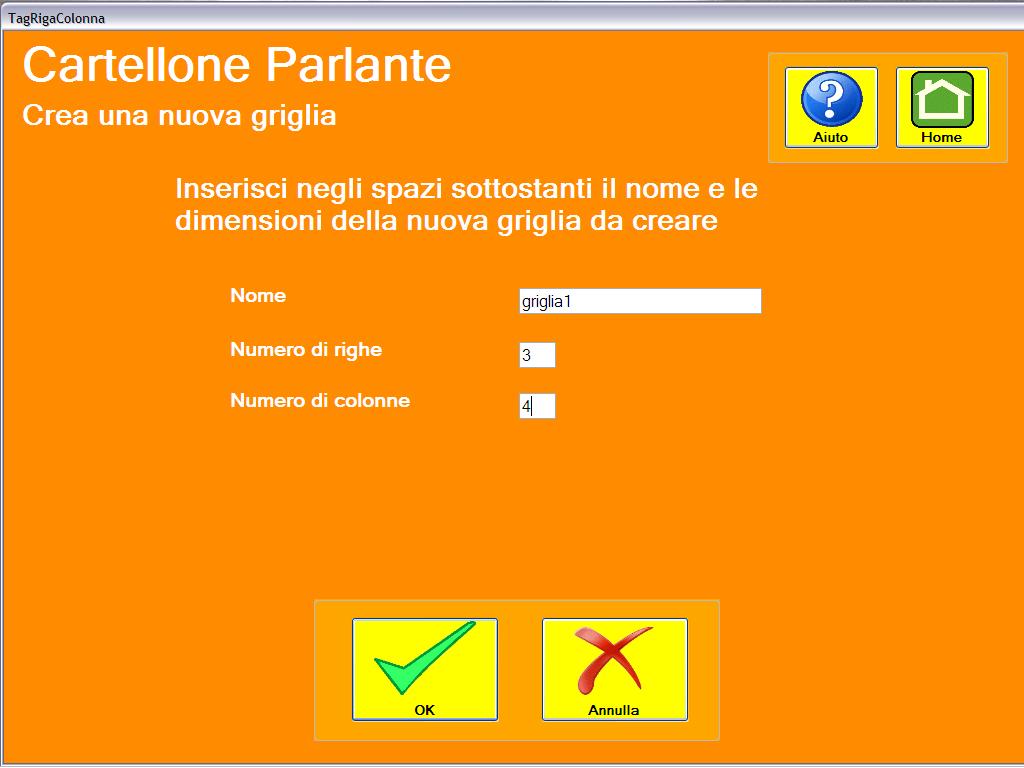 TagRigaColonna
Cartellone Parlante
Crea una nuova griglia
Aiuto
Home
Inserisci negli spazi sottostanti il nome e le
dimensioni della nuova griglia da creare
Nome
griglia1
Numero di righe
3
Numero di colonne
4
OK
Annulla